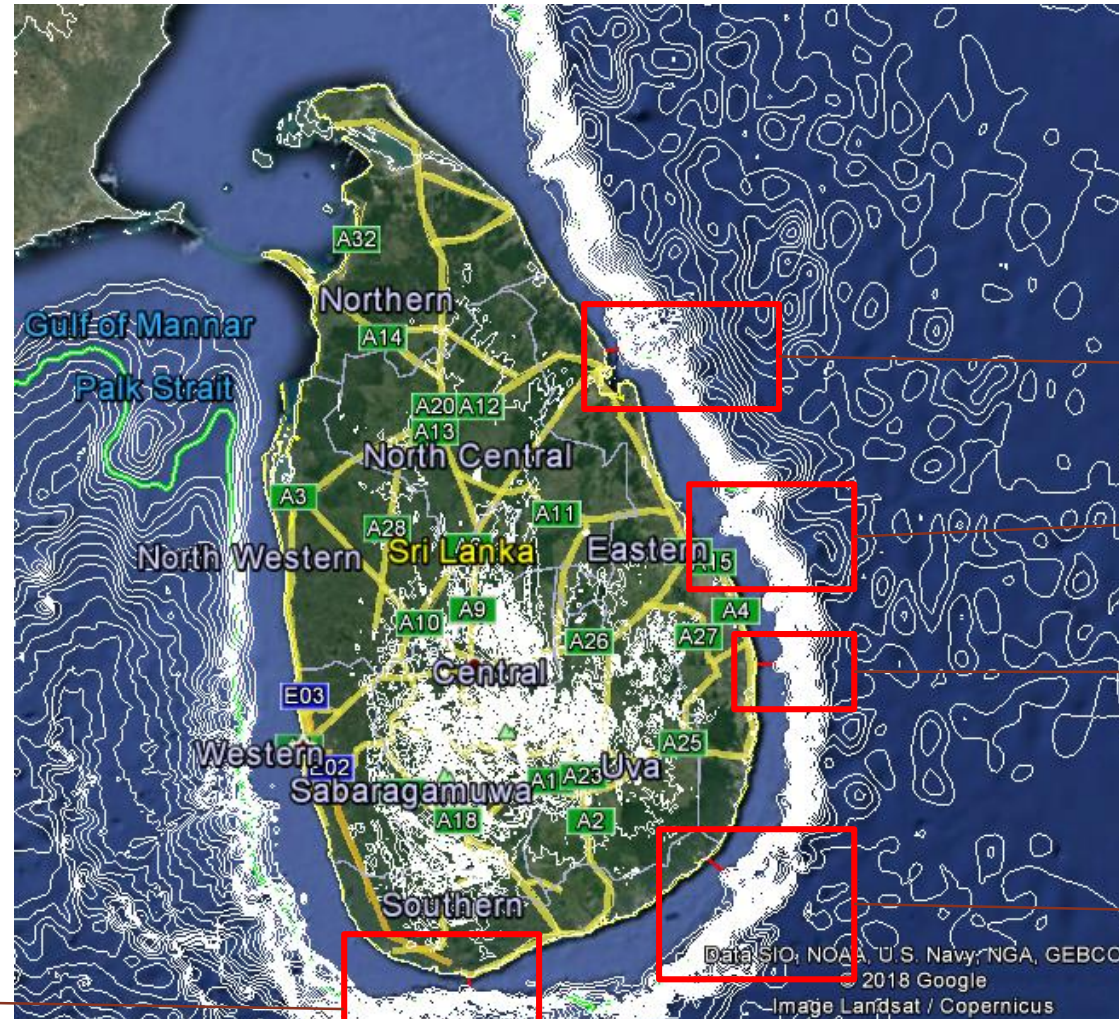 A32
Northern
Gulf of Mannar
A14
Palk Strait
A20
A12
A13
North Central
A3
A11
A28
North Western
Sri Lanka
Eastern
A15
A9
A4
A10
A27
A26
Central
E03
A25
Western
E02
Uva
Sabaragamuwa
A23
A18
A2
Southern
Data SIO, NOAA, U.S. Navy, NGA, GEBCO
© 2018 Google
Image Landsat / Copernicus